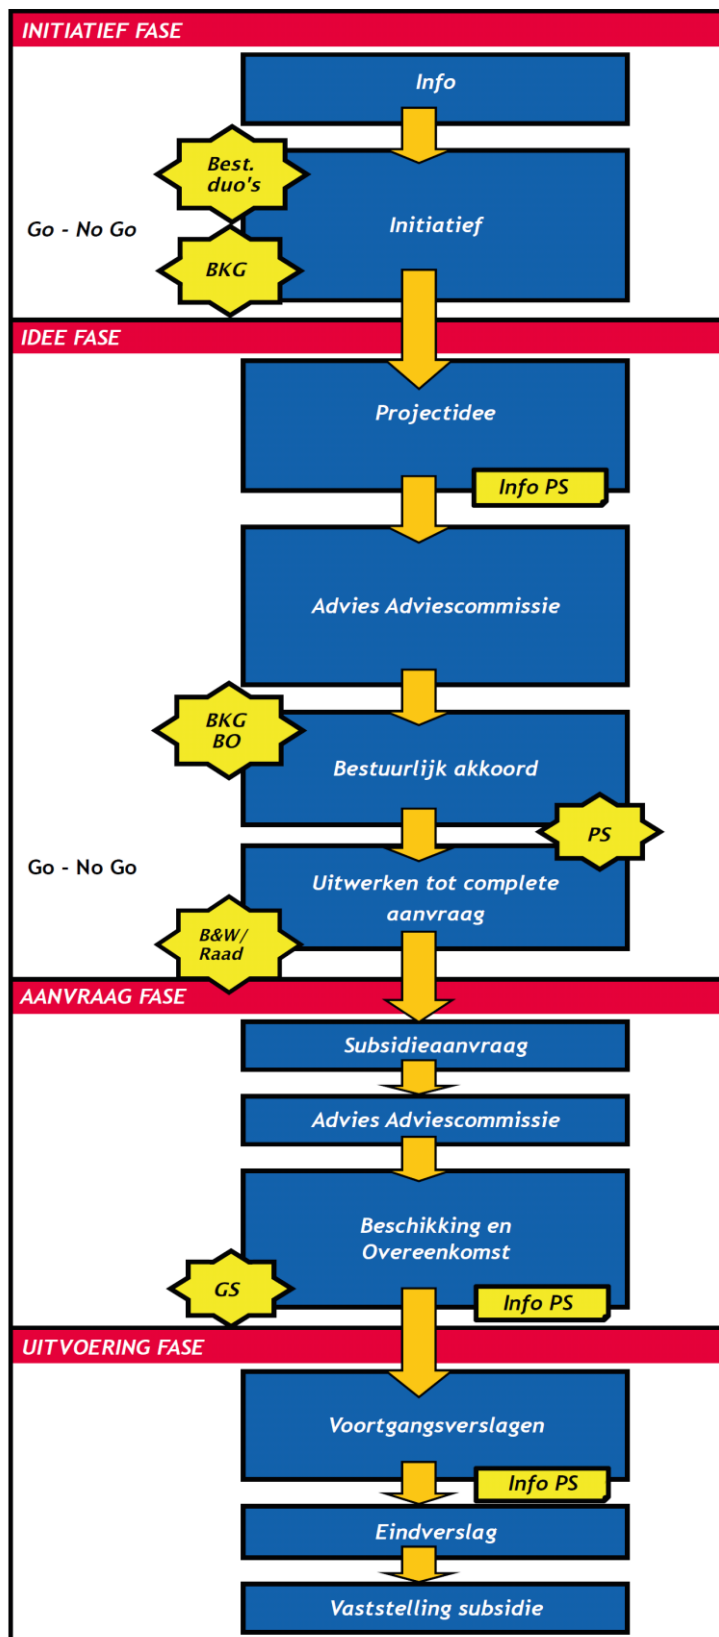 INITIATIEF FASE
Info
Best.
duo's
Go - No Go
Initiatief
BKG
IDEE FASE
Projectidee
Info PS
Advies Adviescommissie
BKG
BO
Bestuurlijk akkoord
PS
Go - No Go
Uitwerken tot complete
aanvraag
B&W/
Raad
AANVRAAG FASE
Subsidieaanvraag
Advies Adviescommissie
Beschikking en
Overeenkomst
GS
Info PS
UITVOERING FASE
Voortgangsverslagen
Info PS
Eindverslag
Vaststelling subsidie